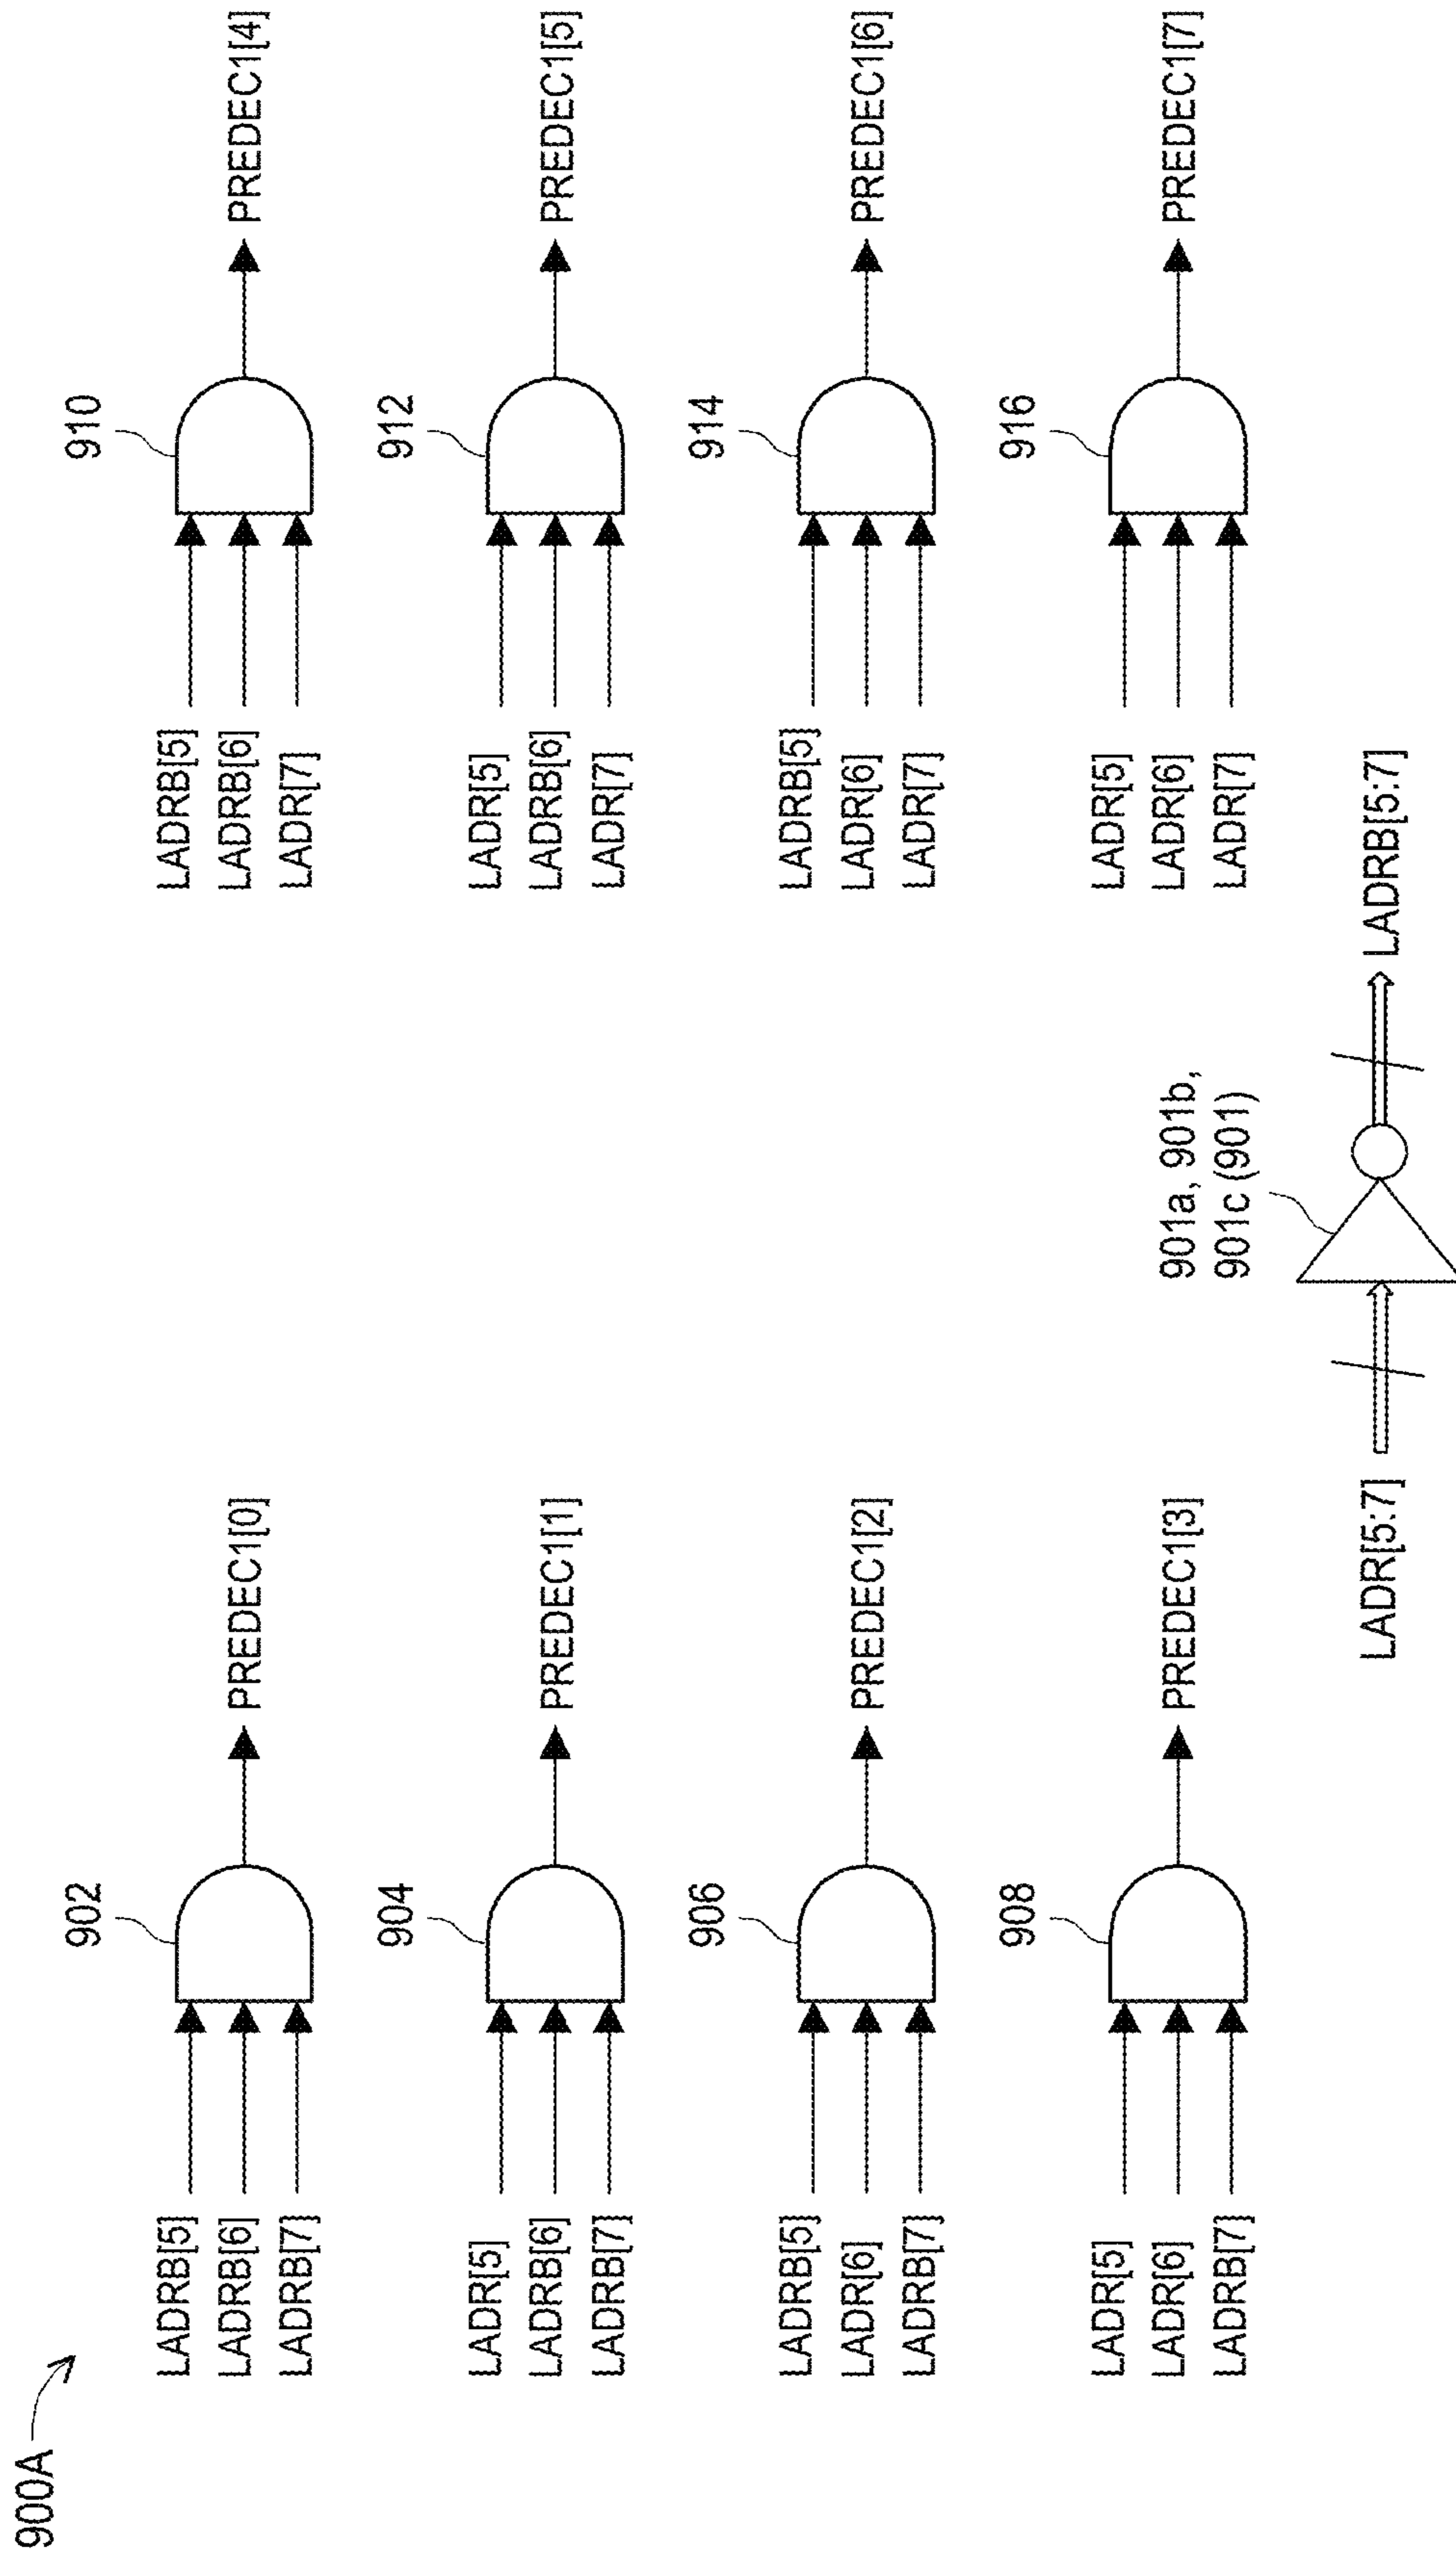 900A
902
LADRB[5]
LADRB[6]
LADRB[7]
PREDEC1[0]
904
LADR[5]
LADRB[6]
LADRB[7]
PREDEC1[1]
906
LADRB[5]
LADR[6]
LADRB[7]
PREDEC1[2]
908
LADR[5]
LADR[6]
LADRB[7]
PREDEC1[3]
910
LADRB[5]
LADRB[6]
LADR[7]
PREDEC1[4]
912
LADR[5]
LADRB[6]
LADR[7]
PREDEC1[5]
914
LADRB[5]
LADR[6]
LADR[7]
PREDEC1[6]
916
LADR[5]
LADR[6]
LADR[7]
PREDEC1[7]
901a, 901b,
901c (901)
LADR[5:7]
LADRB[5:7]